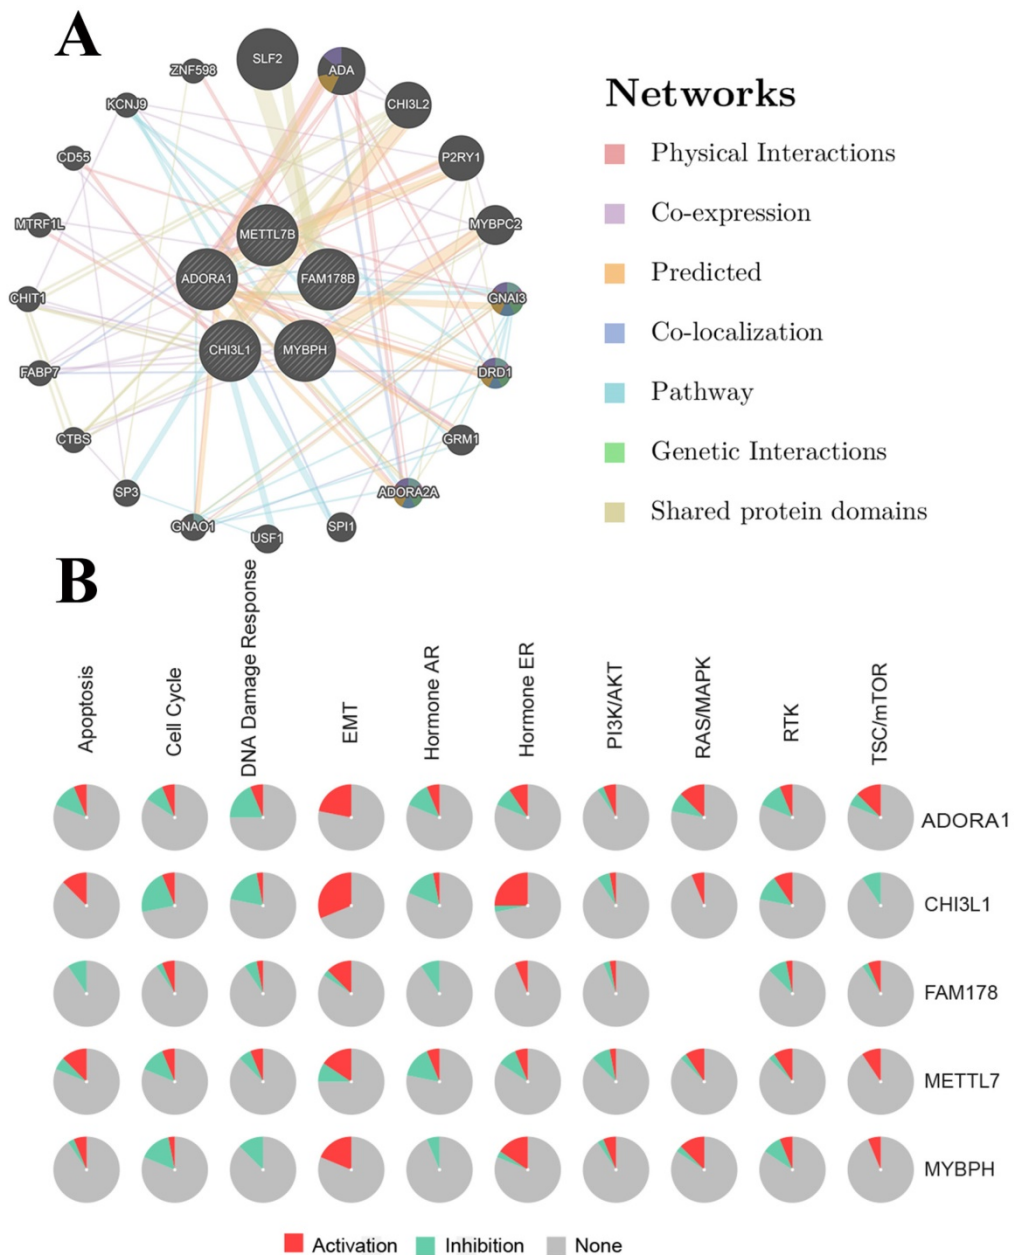 A
SLF2
ZNF598
ADA
KCNJ9
CHI3L2
CD55
P2RY1
MTRF1L
MYBPC2
METTL7B
ADORA1
FAM178B
CHIT1
GNAI3
CHI3L1
MYBPH
FABP7
DRD1
CTBS
GRM1
SP3
ADORA2A
GNAO1
USF1
SPI1
Networks
Physical Interactions
Co-expression
Predicted
Co-localization
Pathway
Genetic Interactions
Shared protein domains
B
Apoptosis
Cell Cycle
DNA Damage Response
EMT
Hormone AR
Hormone ER
PI3K/AKT
RAS/MAPK
RTK
TSC/mTOR
ADORA1
CHI3L1
FAM178
METTL7
MYBPH
Activation
Inhibition
None